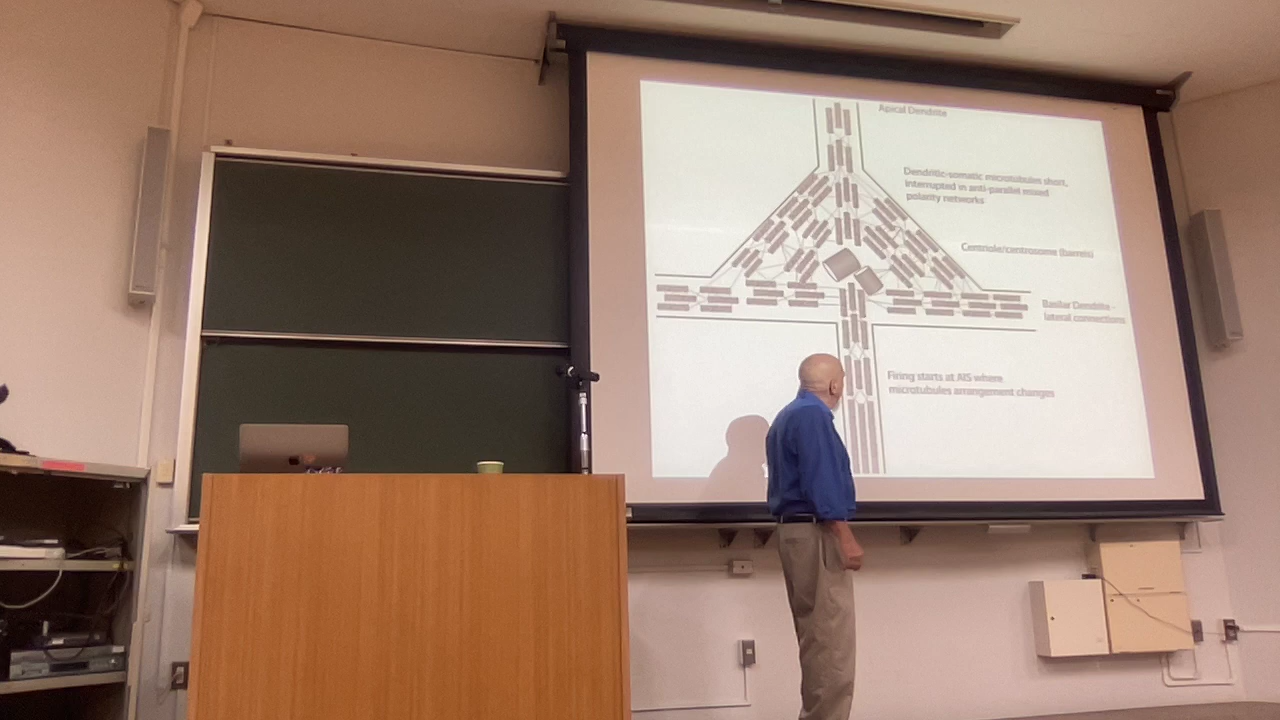 Apical Dendrite
Dendritic-somatic microtubules short,
interrupted in anti-parallel mixed
polarity networks
Centriole/centrosome (barrels)
Basilar Dendrite -
lateral connections
Firing starts at AIS where
microtubules arrangement changes